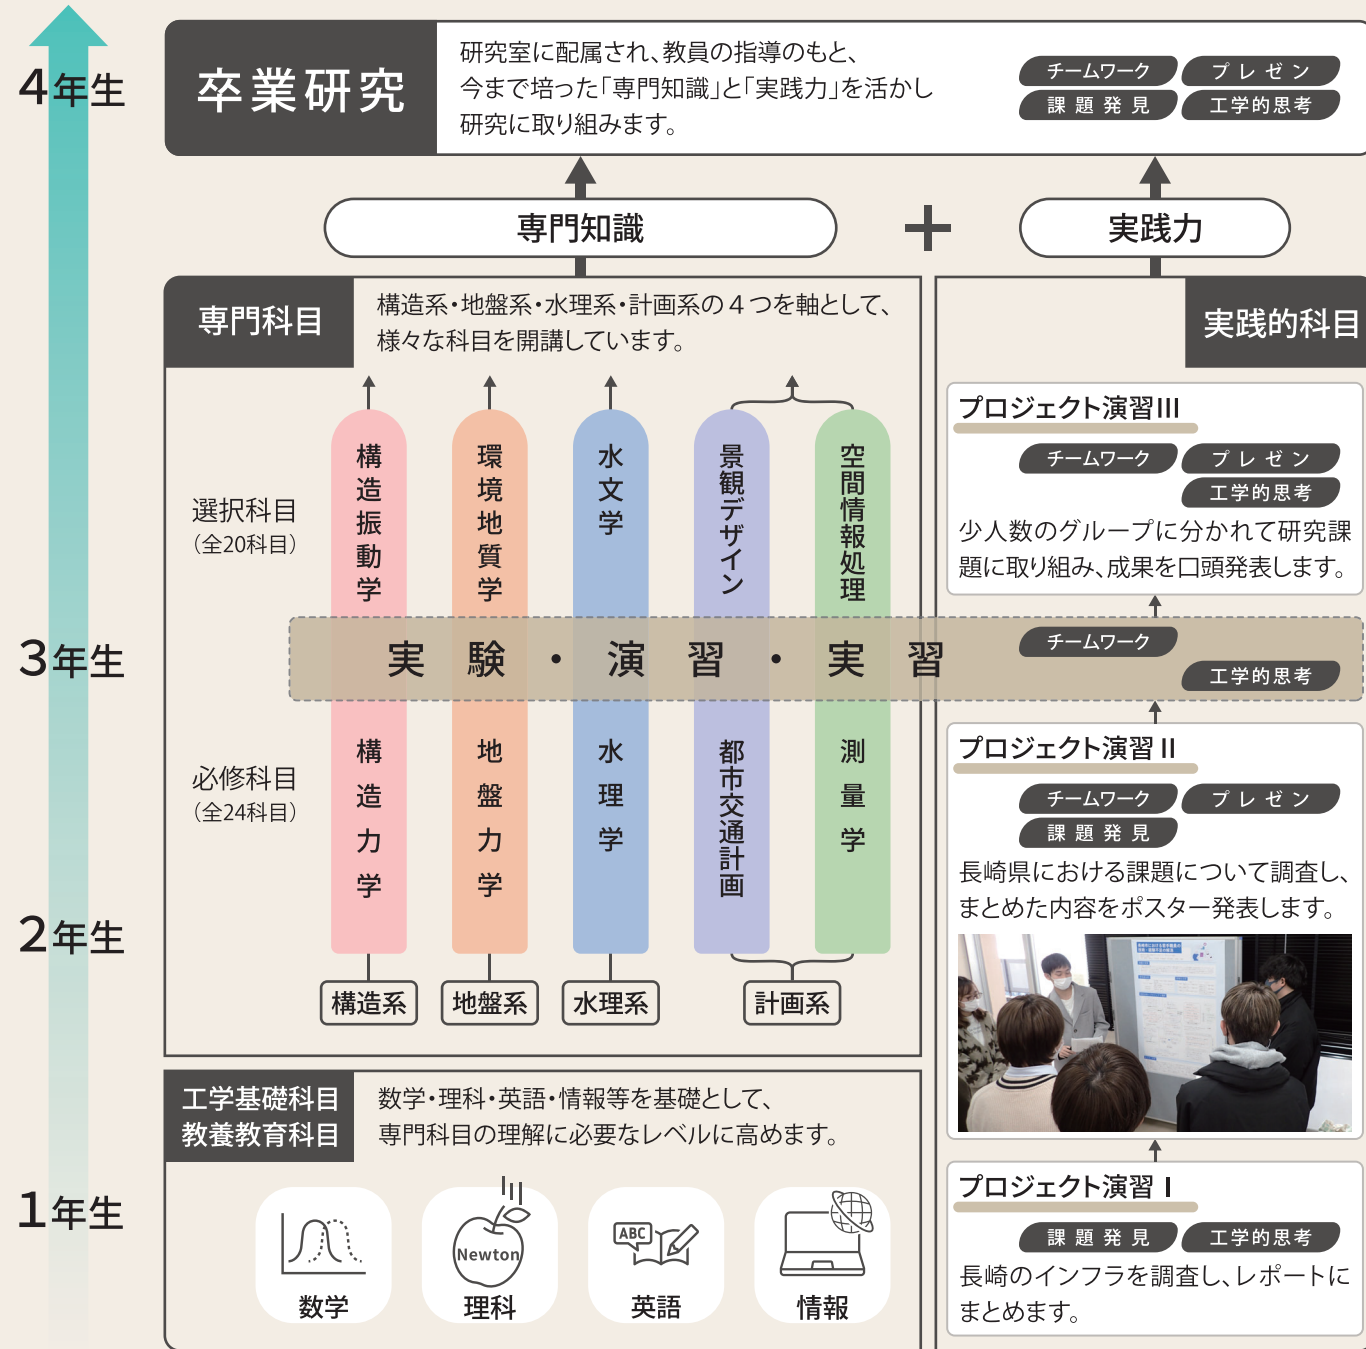 4年生
卒業研究
研究室に配属され、教員の指導のもと、
今まで培った「専門知識」と「実践力」を活かし
研究に取り組みます。
チームワーク
プレゼン
課題発見
工学的思考
専門知識
+
実践力
専門科目
構造系・地盤系・水理系・計画系の4つを軸として、
様々な科目を開講しています。
選択科目
(全20科目)
構造振動学
環境地質学
水文学
景観デザイン
空間情報処理
3年生
実験・演習・実習
チームワーク
工学的思考
必修科目
(全24科目)
構造力学
地盤力学
水理学
都市交通計画
測量学
2年生
構造系
地盤系
水理系
計画系
実践的科目
プロジェクト演習III
チームワーク
プレゼン
工学的思考
少人数のグループに分かれて研究課
題に取り組み、成果を口頭発表します。
プロジェクト演習II
チームワーク
プレゼン
課題発見
長崎県における課題について調査し、
まとめた内容をポスター発表します。
1年生
工学基礎科目
教養教育科目
数学・理科・英語・情報等を基礎として、
専門科目の理解に必要なレベルに高めます。
数学
Newton
理科
ABC
英語
情報
プロジェクト演習I
課題発見
工学的思考
長崎のインフラを調査し、レポートに
まとめます。